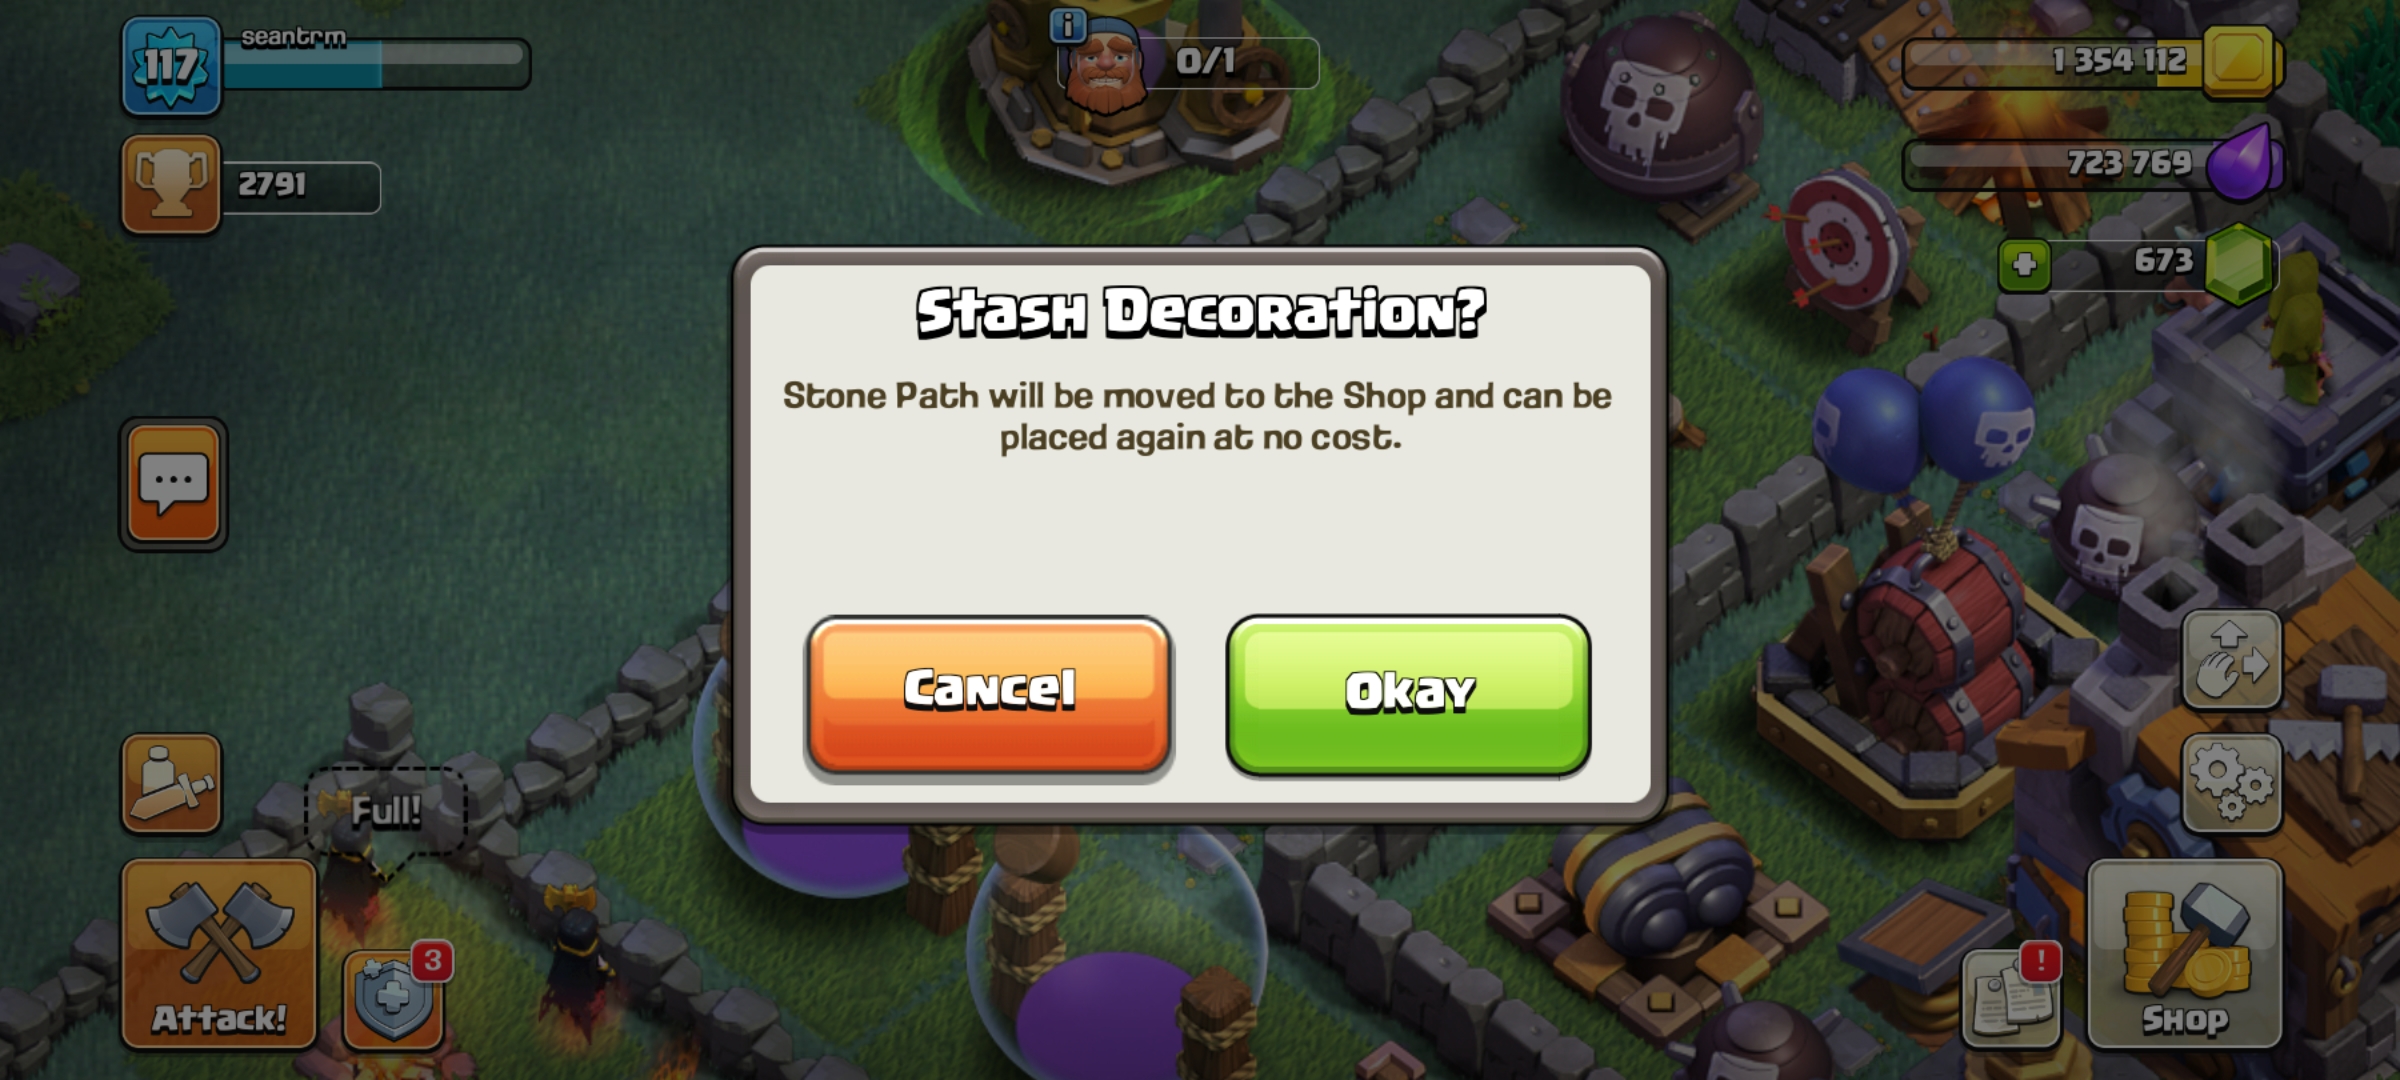 117
seantrm
i
0/1
1 354 112
2791
723 769
673
Stash Decoration?
Stone Path will be moved to the Shop and can be
placed again at no cost.
Cancel
Okay
Full!
3
!
Attack!
Shop